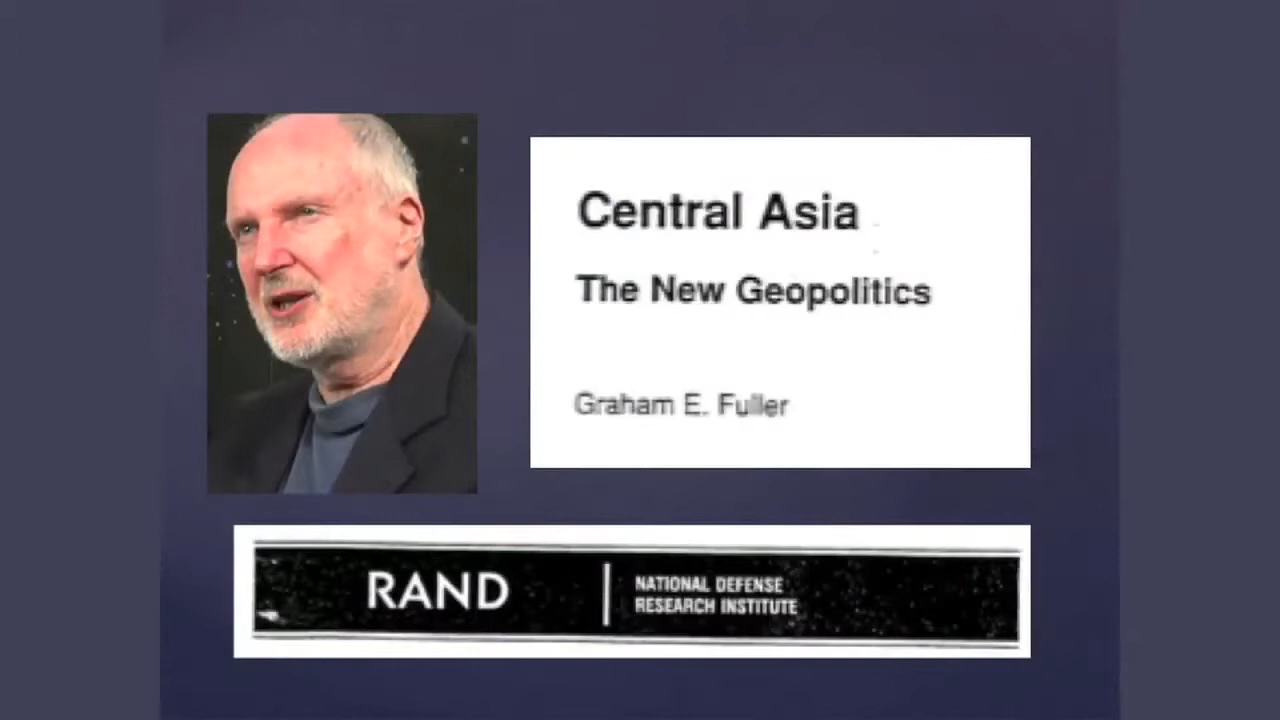 Central Asia
The New Geopolitics
Graham E. Fuller
RAND
NATIONAL DEFENSE
RESEARCH INSTITUTE